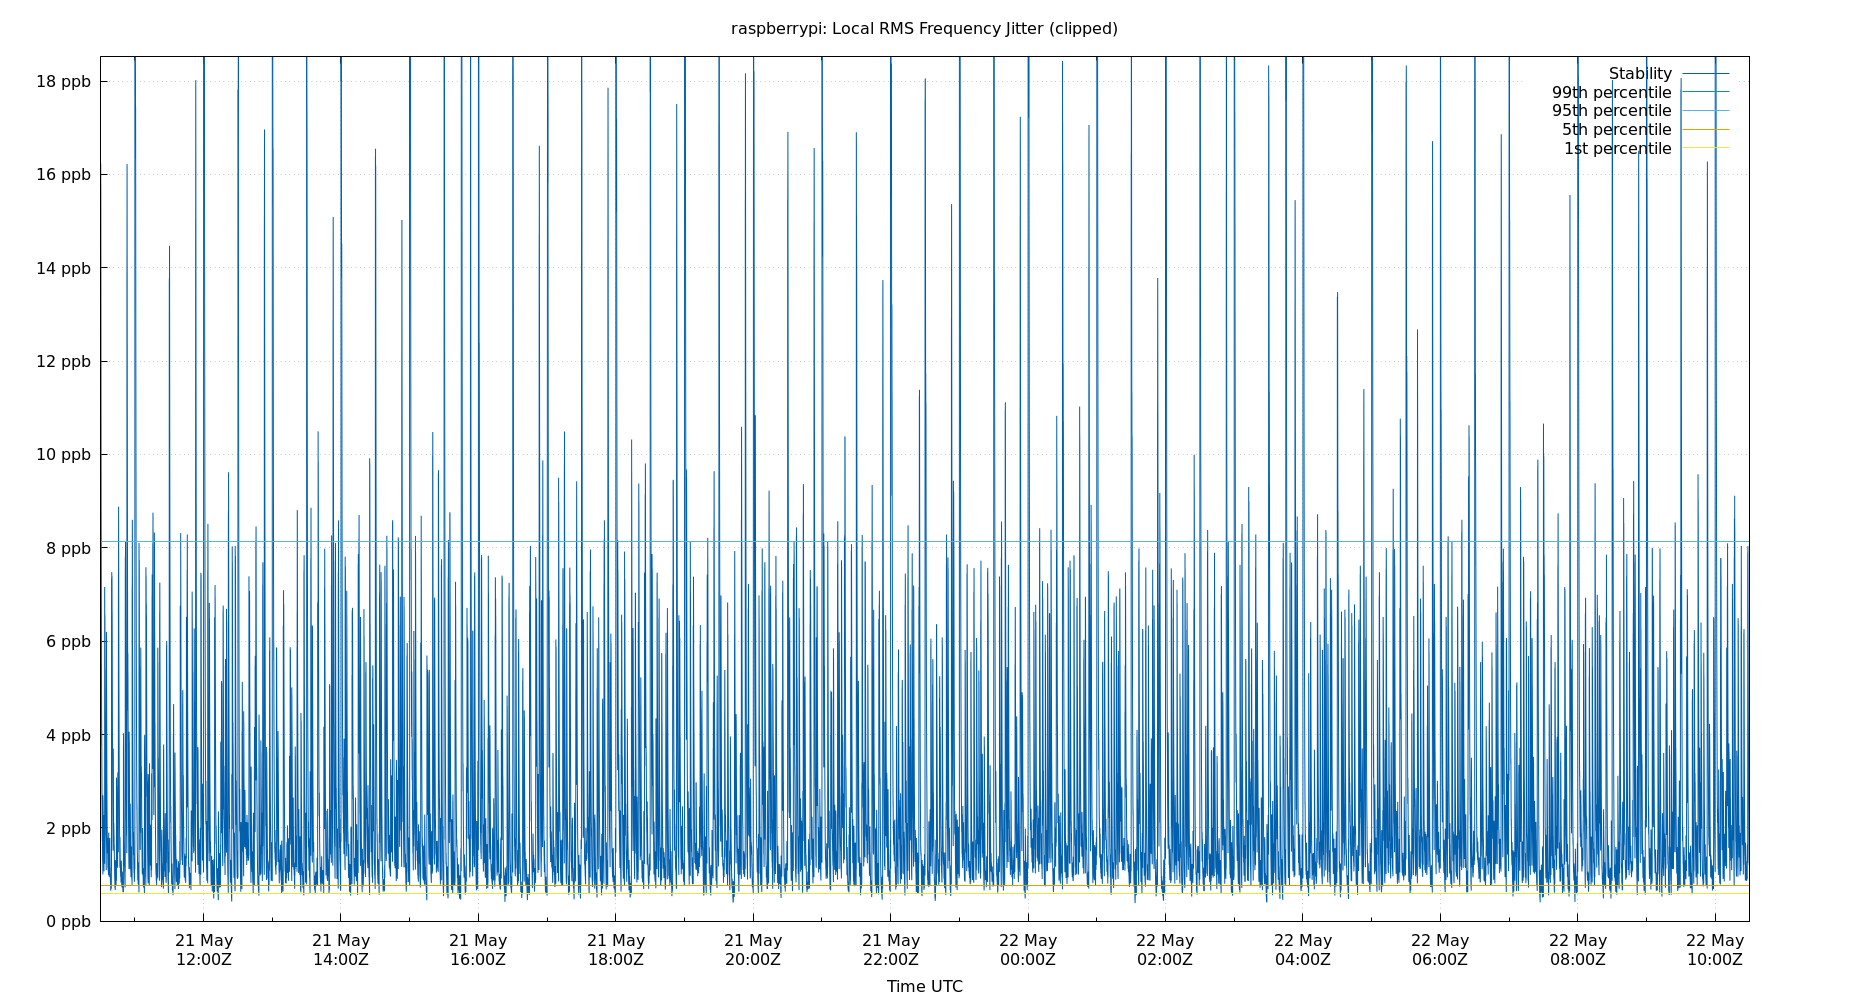 raspberrypi: Local RMS Frequency Jitter (clipped)
18 ppb
16 ppb
14 ppb
12 ppb
10 ppb
8 ppb
6 ppb
4 ppb
2 ppb
0 ppb
Stability
99th percentile
95th percentile
5th percentile
1st percentile
21 May 21 May 21 May 21 May 21 May 21 May 22 May 22 May 22 May 22 May 22 May 22 May
12:00Z 14:00Z 16:00Z 18:00Z 20:00Z 22:00Z 00:00Z 02:00Z 04:00Z 06:00Z 08:00Z 10:00Z
Time UTC